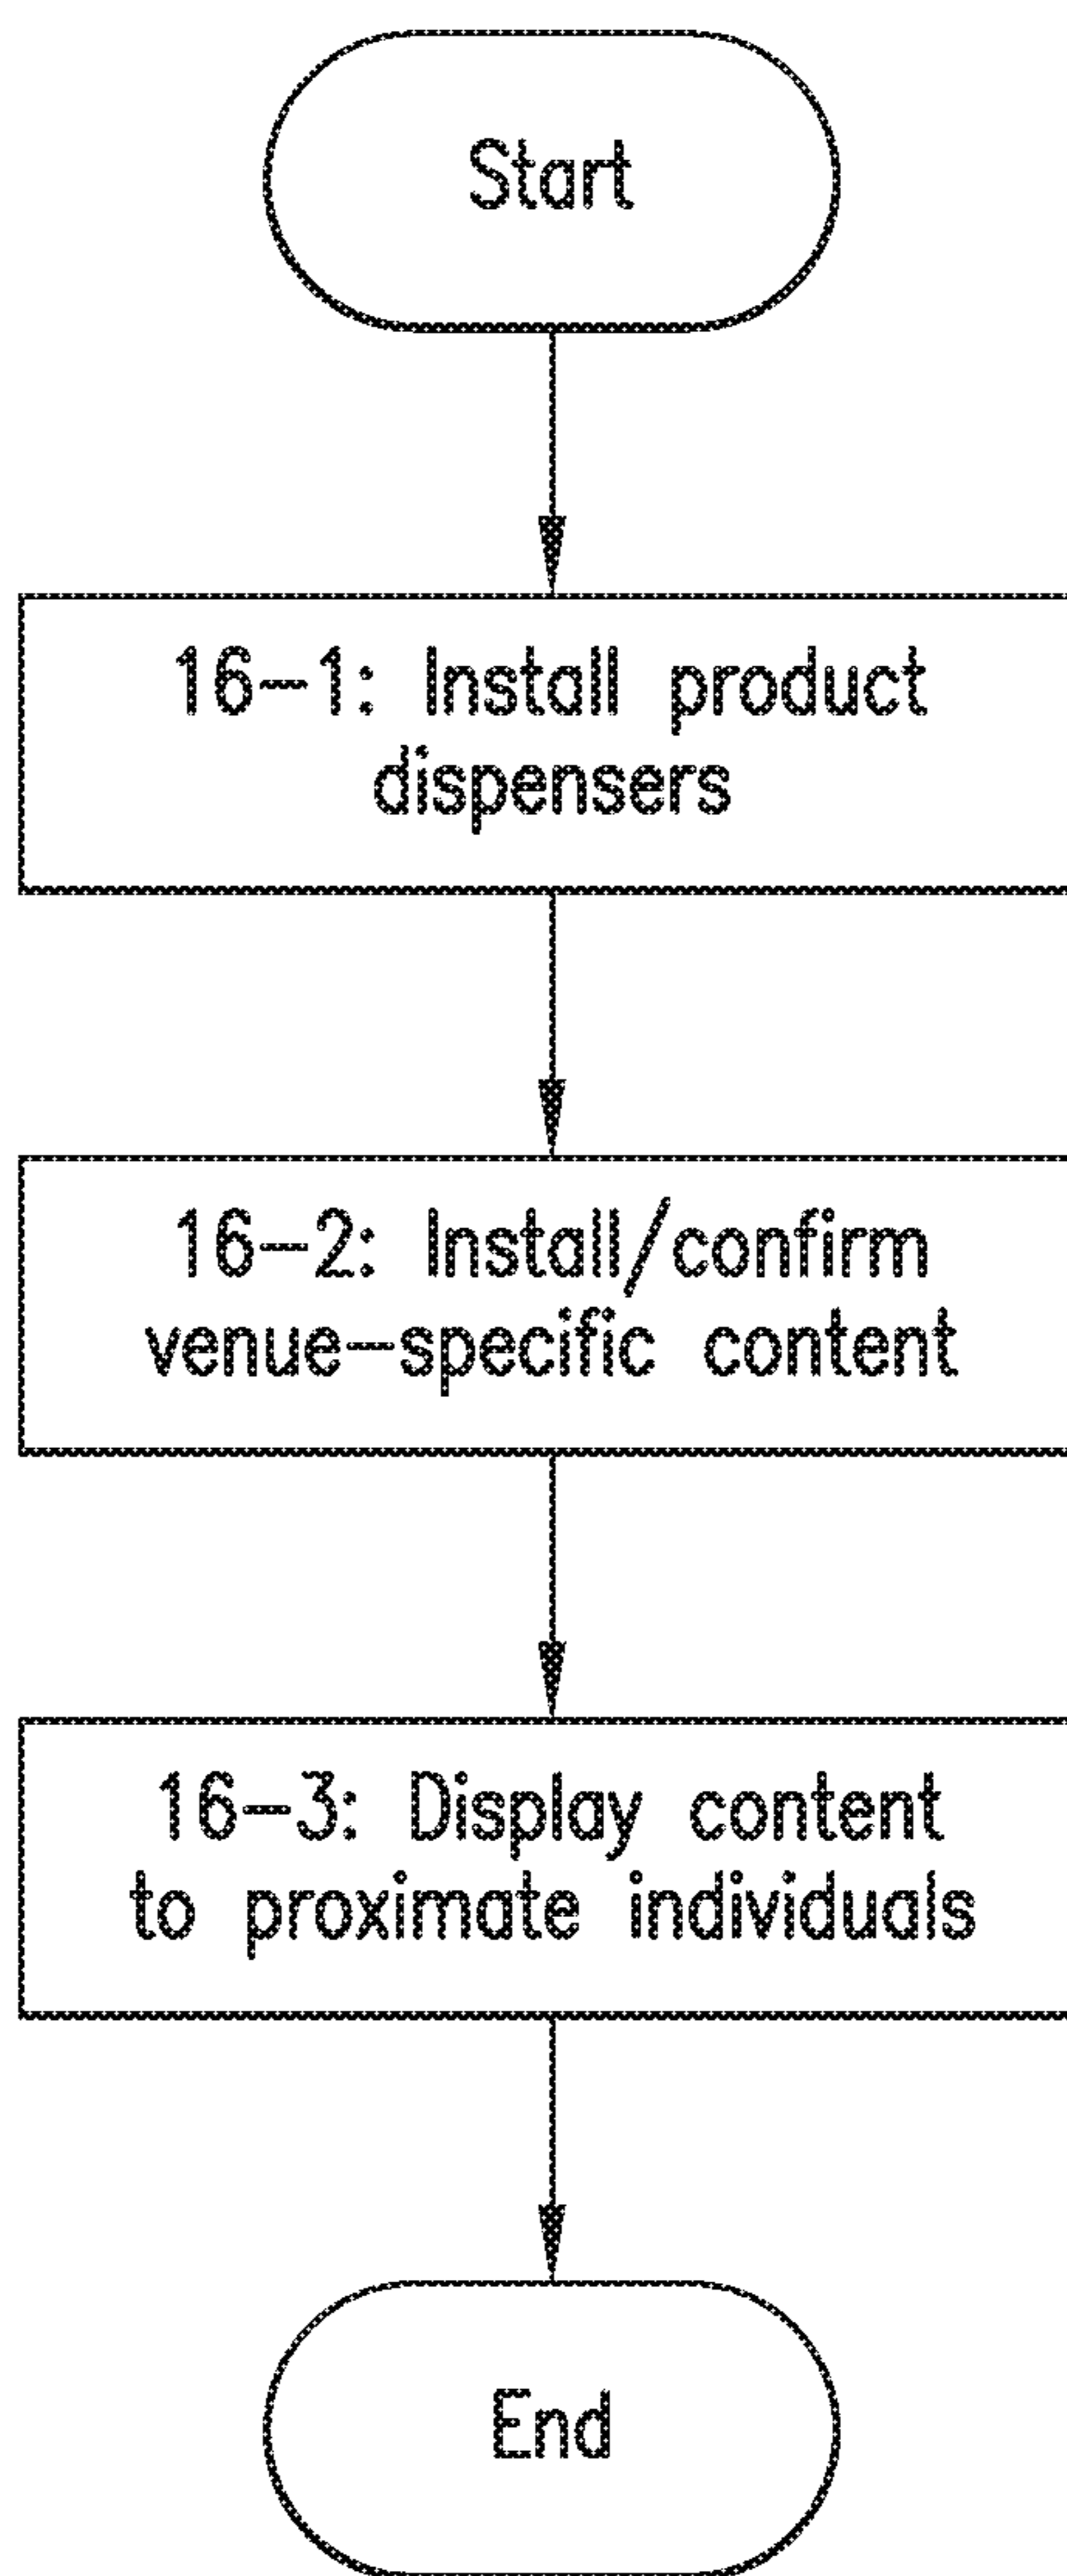 Start
16-1: Install product
dispensers
16-2: Install/confirm
venue-specific content
16-3: Display content
to proximate individuals
End